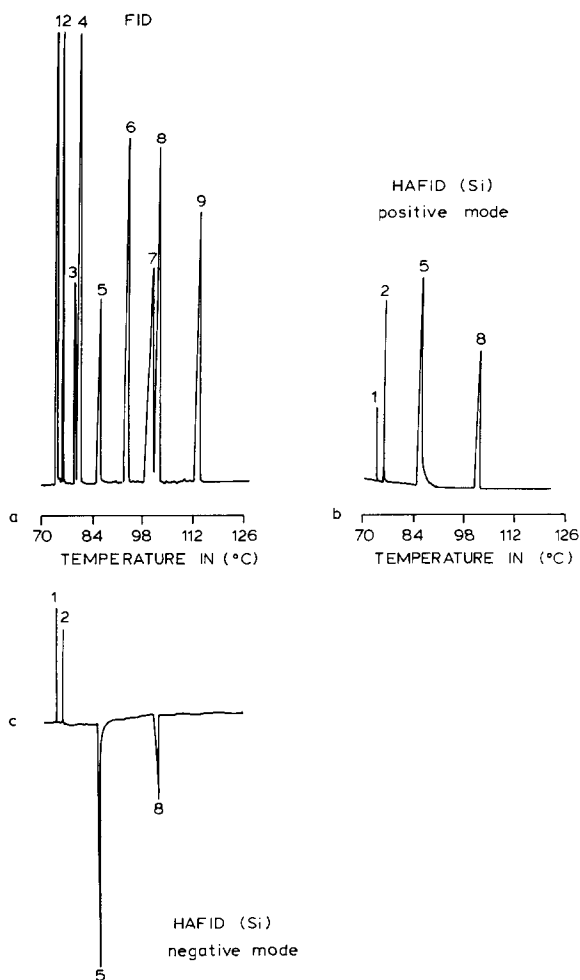 12 4 FID
6
8
9
7
3
5
a
70 84 98 112 126
TEMPERATURE IN (°C)
HAFID (Si)
positive mode
5
2
8
1
b
70 84 98 112 126
TEMPERATURE IN (°C)
1
2
c
8
HAFID (Si)
negative mode
5